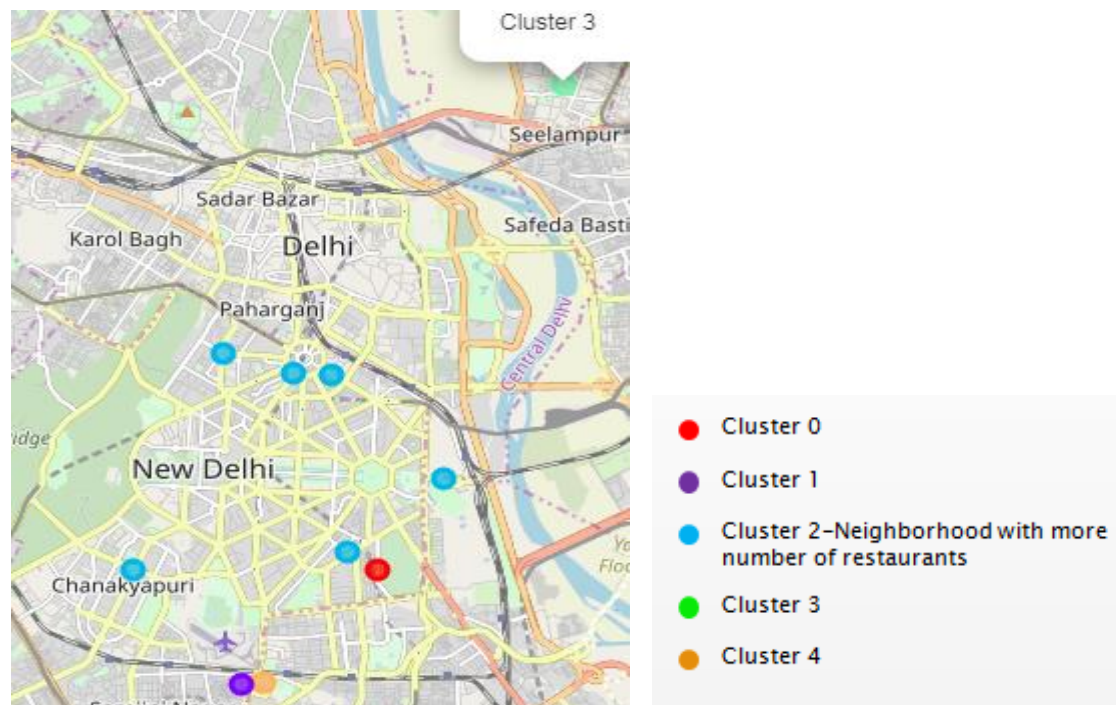 Cluster 3
Seelampur
Sadar Bazar
Safeda Basti
Karol Bagh
Delhi
Paharganj
Central Delhi
New Delhi
Chanakyapuri
Cluster 0
Cluster 1
Cluster 2-Neighborhood with more
number of restaurants
Cluster 3
Cluster 4